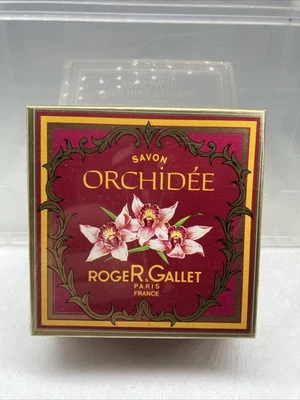 SAVON
ORCHiDÉE
ROGER.GALLET
PARIS
FRANCE